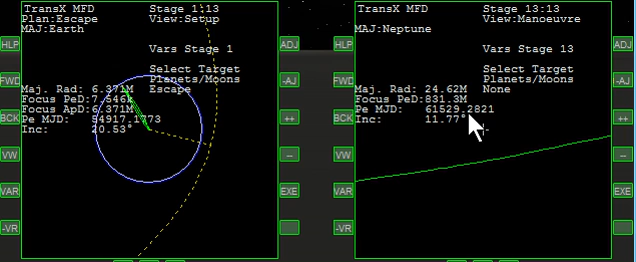 TransX MFD Stage 1:13
Plan:Escape View:Setup
MAJ:Earth
Vars Stage 1
Select Target
Planets/Moons
Escape
Maj. Rad: 6.371M
Focus PeD:7.646k
Focus ApD:6.371M
Pe MJD: 54917.1773
Inc: 20.53°
HLP
FWD
BCK
VW
VAR
-VR
ADJ
-AJ
++
--
EXE
TransX MFD Stage 13:13
View:Manoeuvre
MAJ:Neptune
Vars Stage 13
Select Target
Planets/Moons
None
Maj. Rad: 24.62M
Focus PeD:831.3M
Pe MJD: 61529.2821
Inc: 11.77°
HLP
FWD
BCK
VW
VAR
-VR
ADJ
-AJ
++
--
EXE